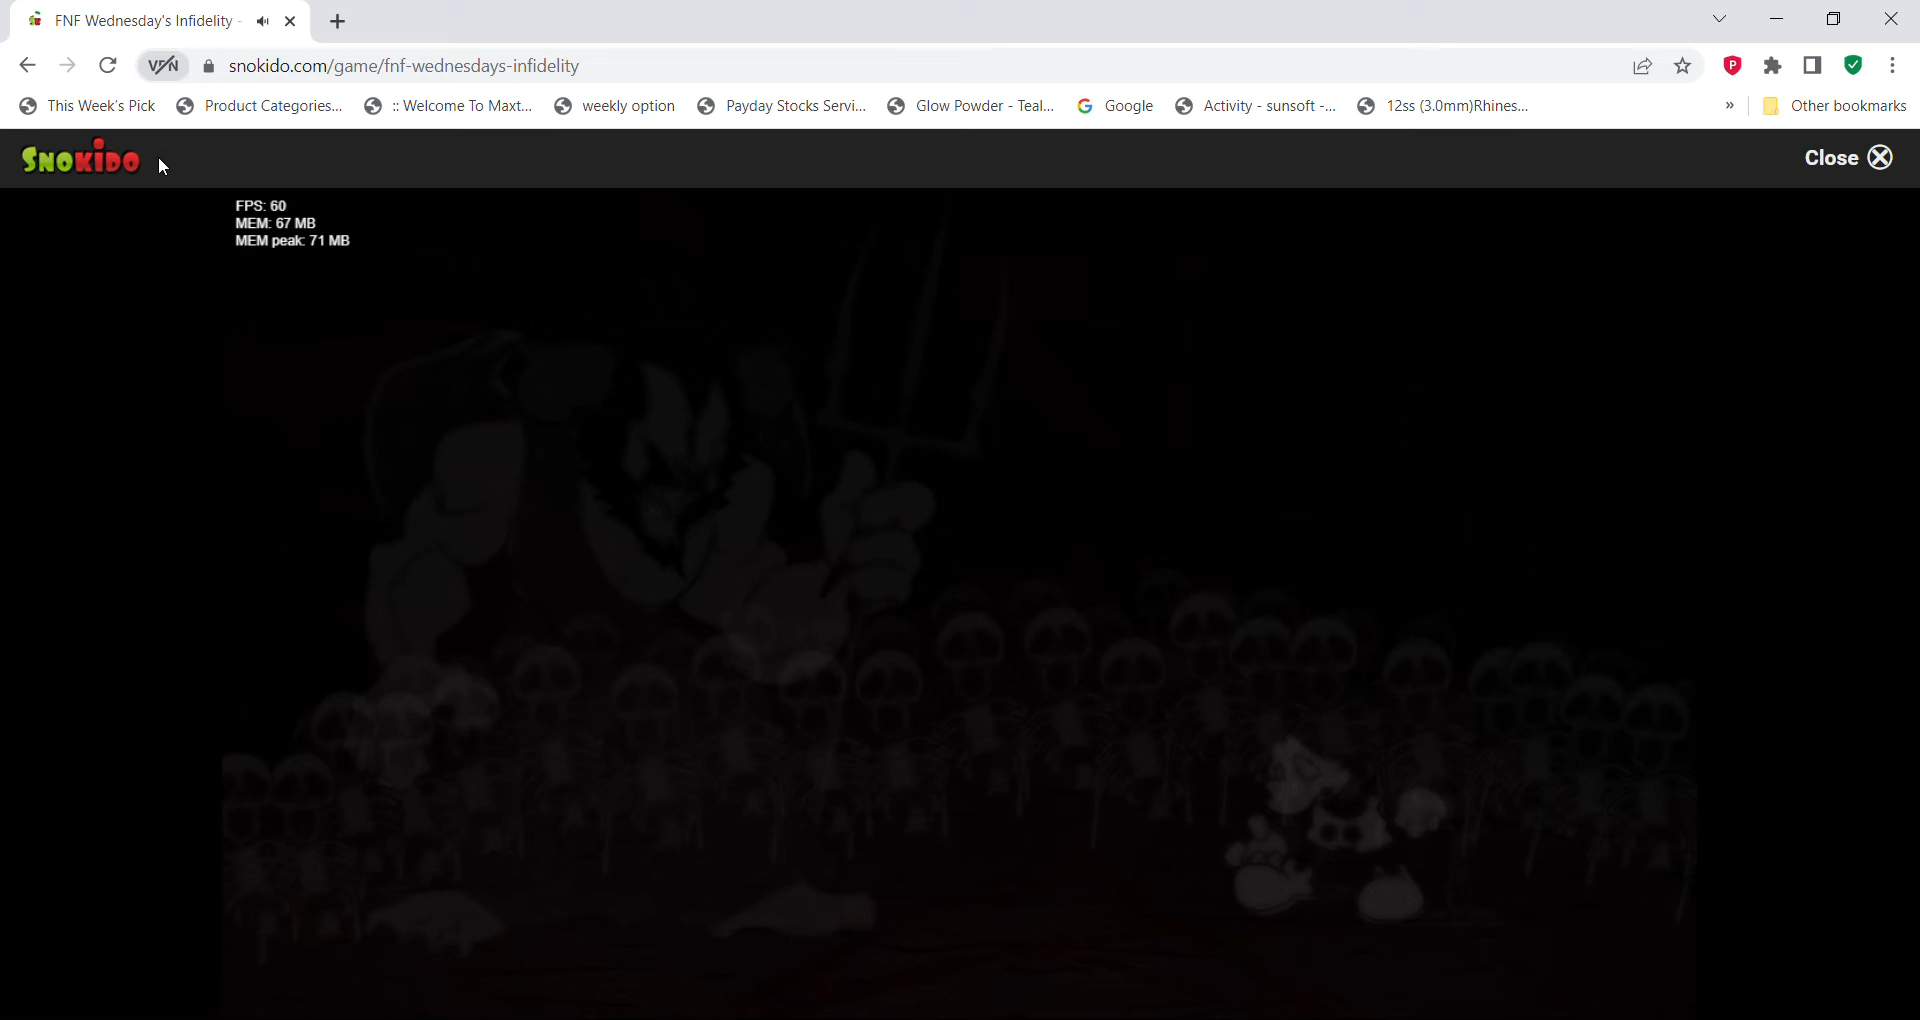 FNF Wednesday's Infidelity -
VPN
snokido.com/game/fnf-wednesdays-infidelity
This Week's Pick
Product Categories...
:: Welcome To Maxt...
weekly option
Payday Stocks Servi...
Glow Powder - Teal...
Google
Activity - sunsoft -...
12ss (3.0mm)Rhines...
»
Other bookmarks
SNOKIDO
Close
FPS: 60
MEM: 67 MB
MEM peak: 71 MB